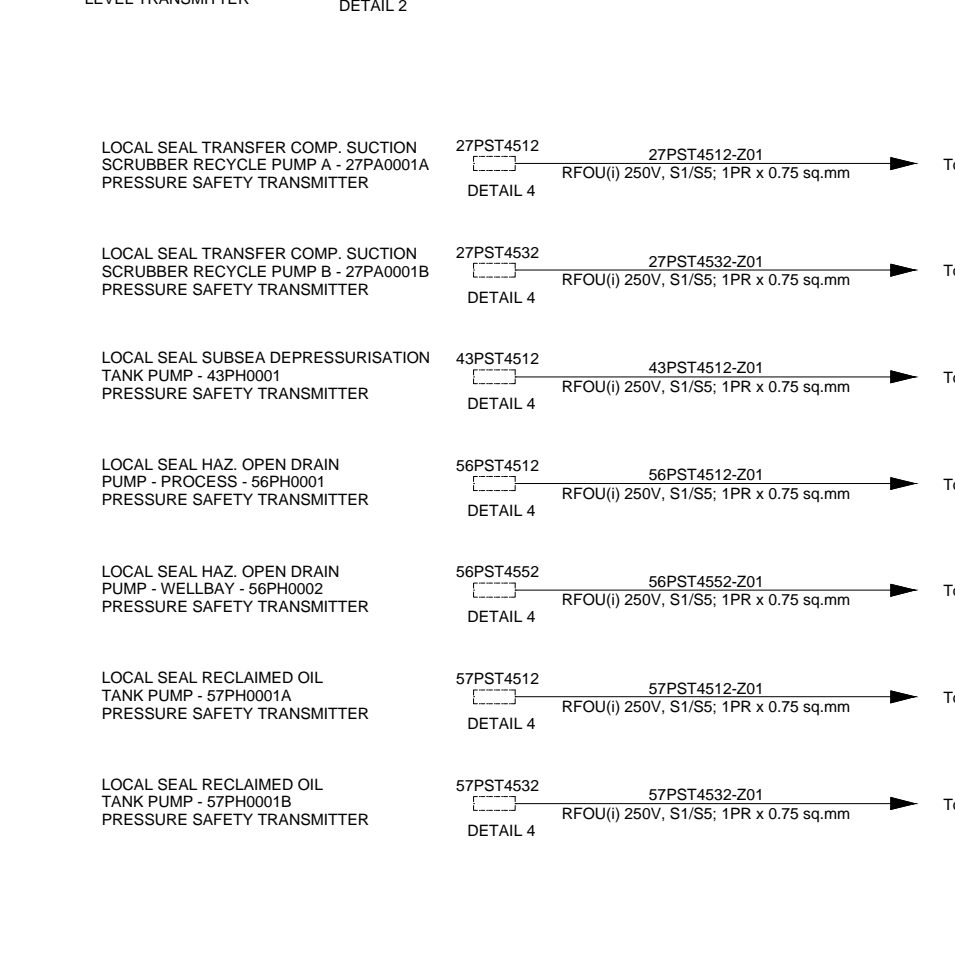 LEVEL TRANSMITTER
DETAIL 2
LOCAL SEAL TRANSFER COMP. SUCTION
SCRUBBER RECYCLE PUMP A - 27PA0001A
PRESSURE SAFETY TRANSMITTER
27PST4512
DETAIL 4
27PST4512-Z01
RFOU(i) 250V, S1/S5; 1PR x 0.75 sq.mm
To
LOCAL SEAL TRANSFER COMP. SUCTION
SCRUBBER RECYCLE PUMP B - 27PA0001B
PRESSURE SAFETY TRANSMITTER
27PST4532
DETAIL 4
27PST4532-Z01
RFOU(i) 250V, S1/S5; 1PR x 0.75 sq.mm
To
LOCAL SEAL SUBSEA DEPRESSURISATION
TANK PUMP - 43PH0001
PRESSURE SAFETY TRANSMITTER
43PST4512
DETAIL 4
43PST4512-Z01
RFOU(i) 250V, S1/S5; 1PR x 0.75 sq.mm
To
LOCAL SEAL HAZ. OPEN DRAIN
PUMP - PROCESS - 56PH0001
PRESSURE SAFETY TRANSMITTER
56PST4512
DETAIL 4
56PST4512-Z01
RFOU(i) 250V, S1/S5; 1PR x 0.75 sq.mm
To
LOCAL SEAL HAZ. OPEN DRAIN
PUMP - WELLBAY - 56PH0002
PRESSURE SAFETY TRANSMITTER
56PST4552
DETAIL 4
56PST4552-Z01
RFOU(i) 250V, S1/S5; 1PR x 0.75 sq.mm
To
LOCAL SEAL RECLAIMED OIL
TANK PUMP - 57PH0001A
PRESSURE SAFETY TRANSMITTER
57PST4512
DETAIL 4
57PST4512-Z01
RFOU(i) 250V, S1/S5; 1PR x 0.75 sq.mm
To
LOCAL SEAL RECLAIMED OIL
TANK PUMP - 57PH0001B
PRESSURE SAFETY TRANSMITTER
57PST4532
DETAIL 4
57PST4532-Z01
RFOU(i) 250V, S1/S5; 1PR x 0.75 sq.mm
To